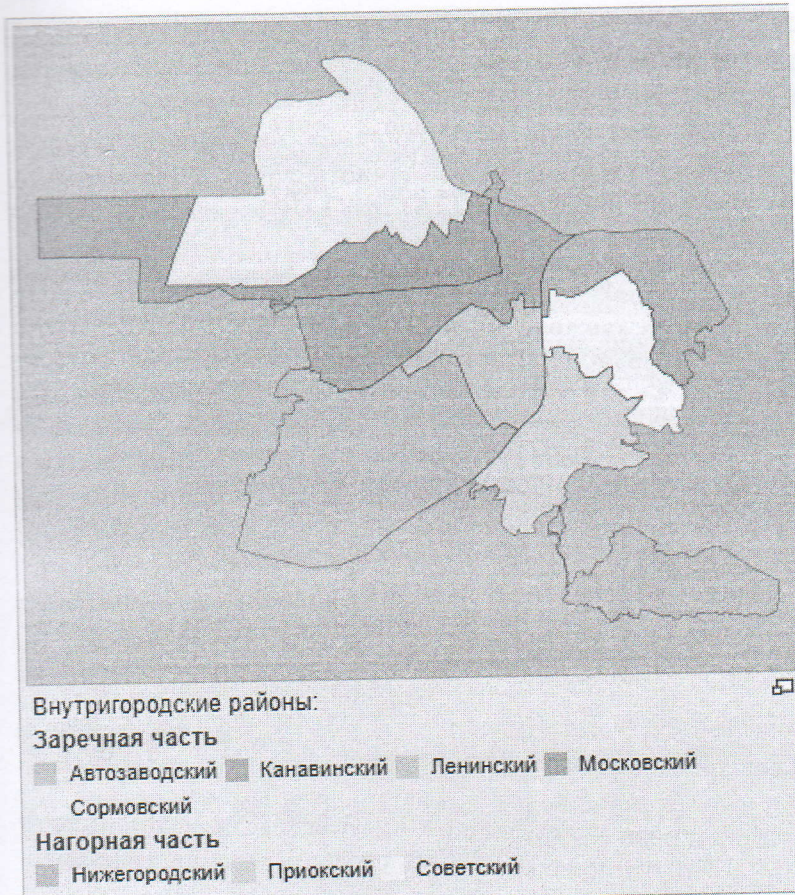 Внутригородские районы:
Заречная часть
Автозаводский Канавинский Ленинский Московский
Сормовский
Нагорная часть
Нижегородский Приокский Советский